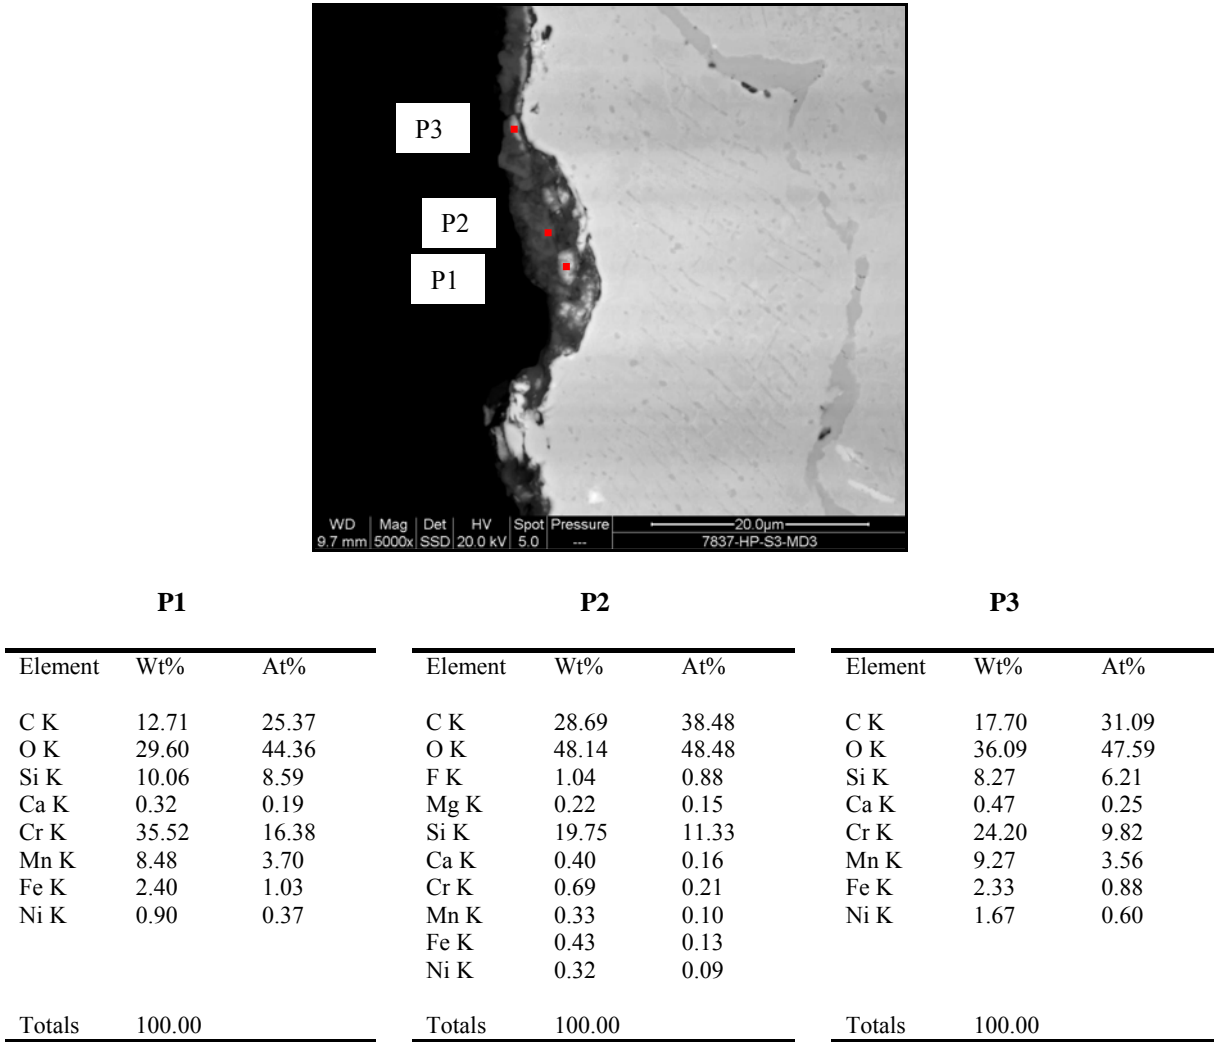 P3
P2
P1
WD Mag Det HV Spot Pressure 20.0µm
9.7 mm 5000x SSD 20.0 kV 5.0 --- 7837-HP-S3-MD3
P1
Element Wt% At%
C K 12.71 25.37
O K 29.60 44.36
Si K 10.06 8.59
Ca K 0.32 0.19
Cr K 35.52 16.38
Mn K 8.48 3.70
Fe K 2.40 1.03
Ni K 0.90 0.37
Totals 100.00
P2
Element Wt% At%
C K 28.69 38.48
O K 48.14 48.48
F K 1.04 0.88
Mg K 0.22 0.15
Si K 19.75 11.33
Ca K 0.40 0.16
Cr K 0.69 0.21
Mn K 0.33 0.10
Fe K 0.43 0.13
Ni K 0.32 0.09
Totals 100.00
P3
Element Wt% At%
C K 17.70 31.09
O K 36.09 47.59
Si K 8.27 6.21
Ca K 0.47 0.25
Cr K 24.20 9.82
Mn K 9.27 3.56
Fe K 2.33 0.88
Ni K 1.67 0.60
Totals 100.00